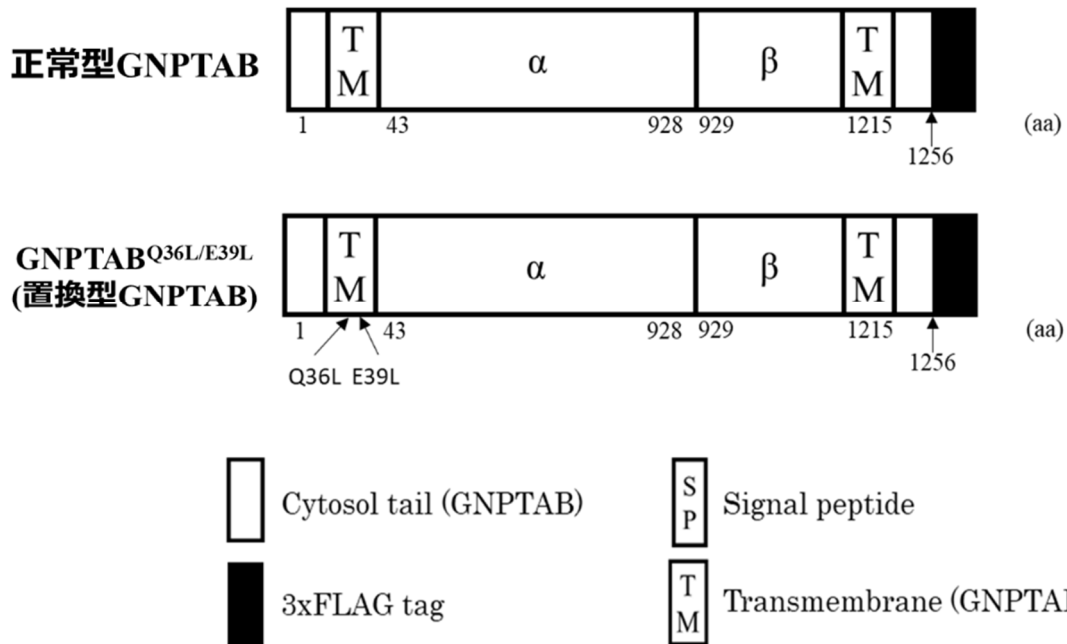 正常型GNPTAB
T
M
α
β
T
M
1
43
928
929
1215
1256
(aa)
GNPTAB^Q36L/E39L
(置換型GNPTAB)
T
M
α
β
T
M
1
43
928
929
1215
1256
(aa)
Q36L E39L
Cytosol tail (GNPTAB)
S
P
Signal peptide
3xFLAG tag
T
M
Transmembrane (GNPTA